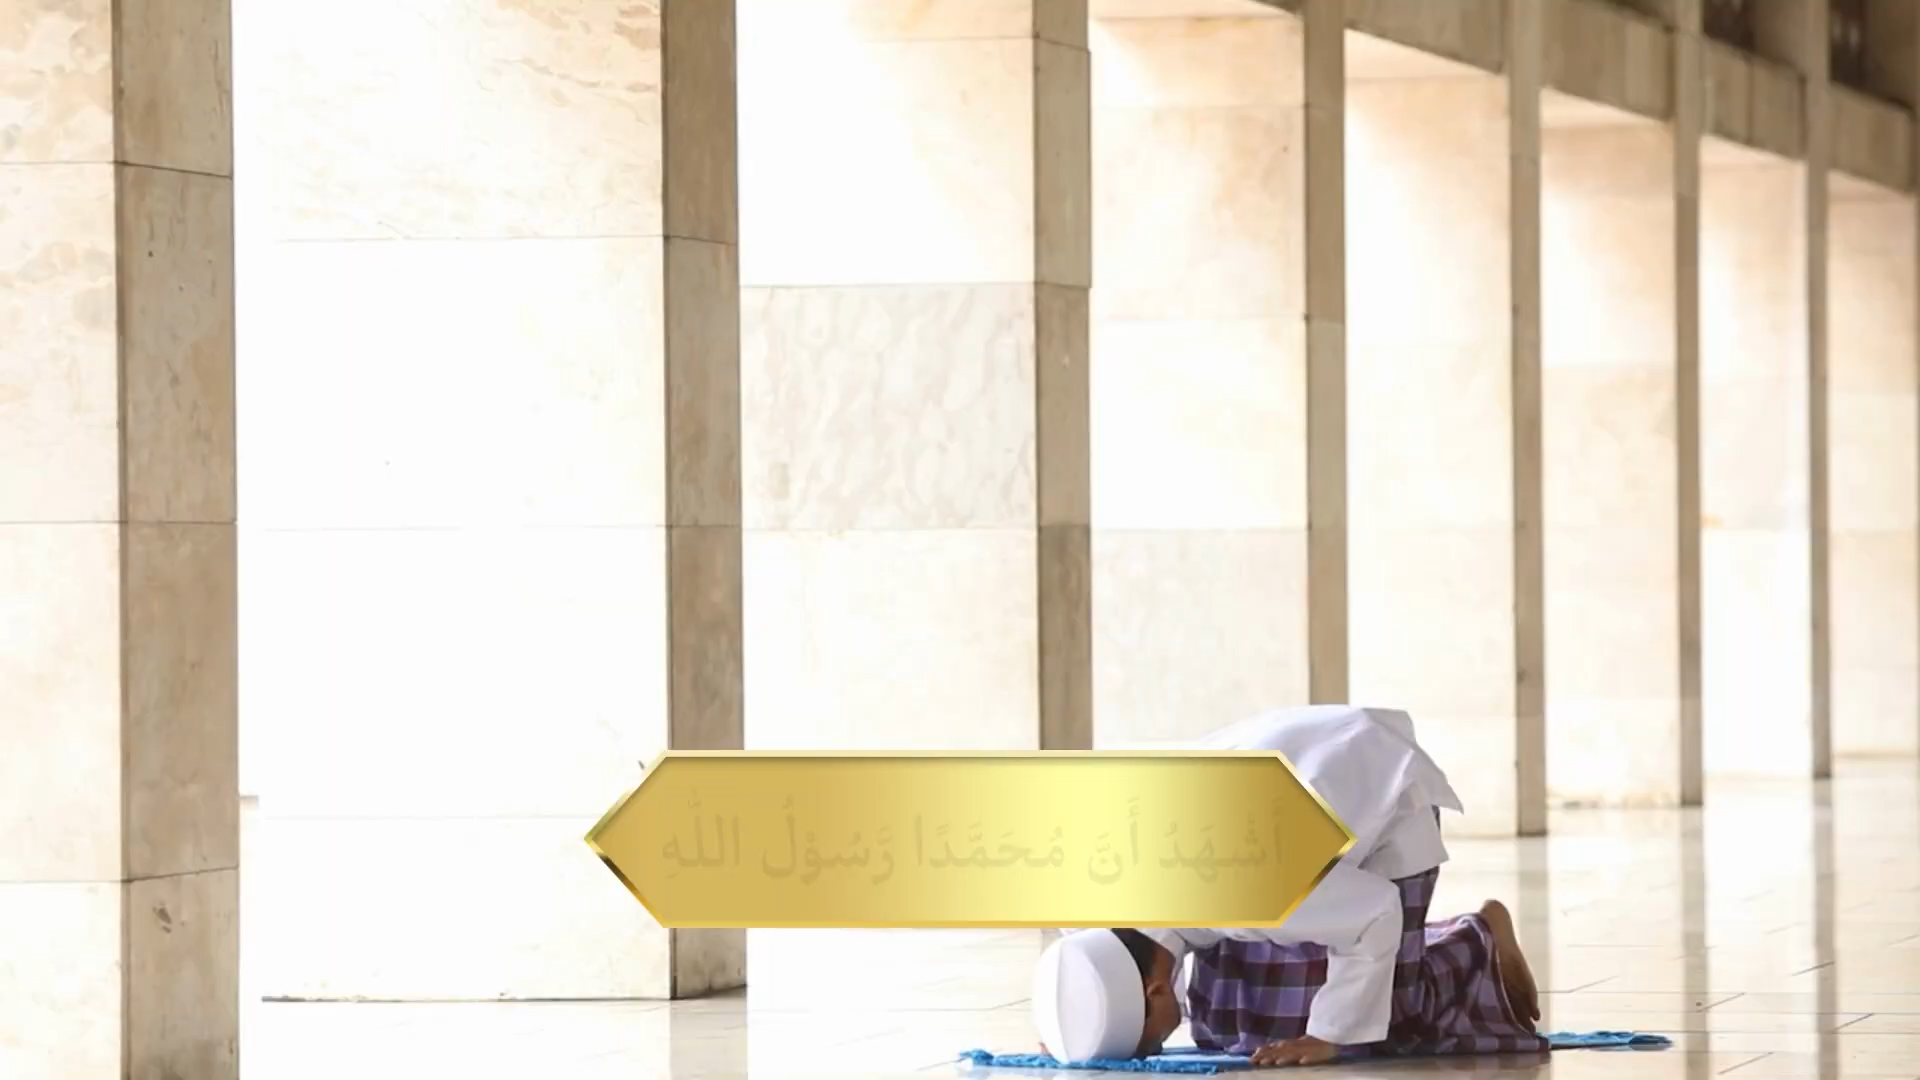 أَشْهَدُ أَنَّ مُحَمَّدًا رَّسُوْلُ اللّٰهِ